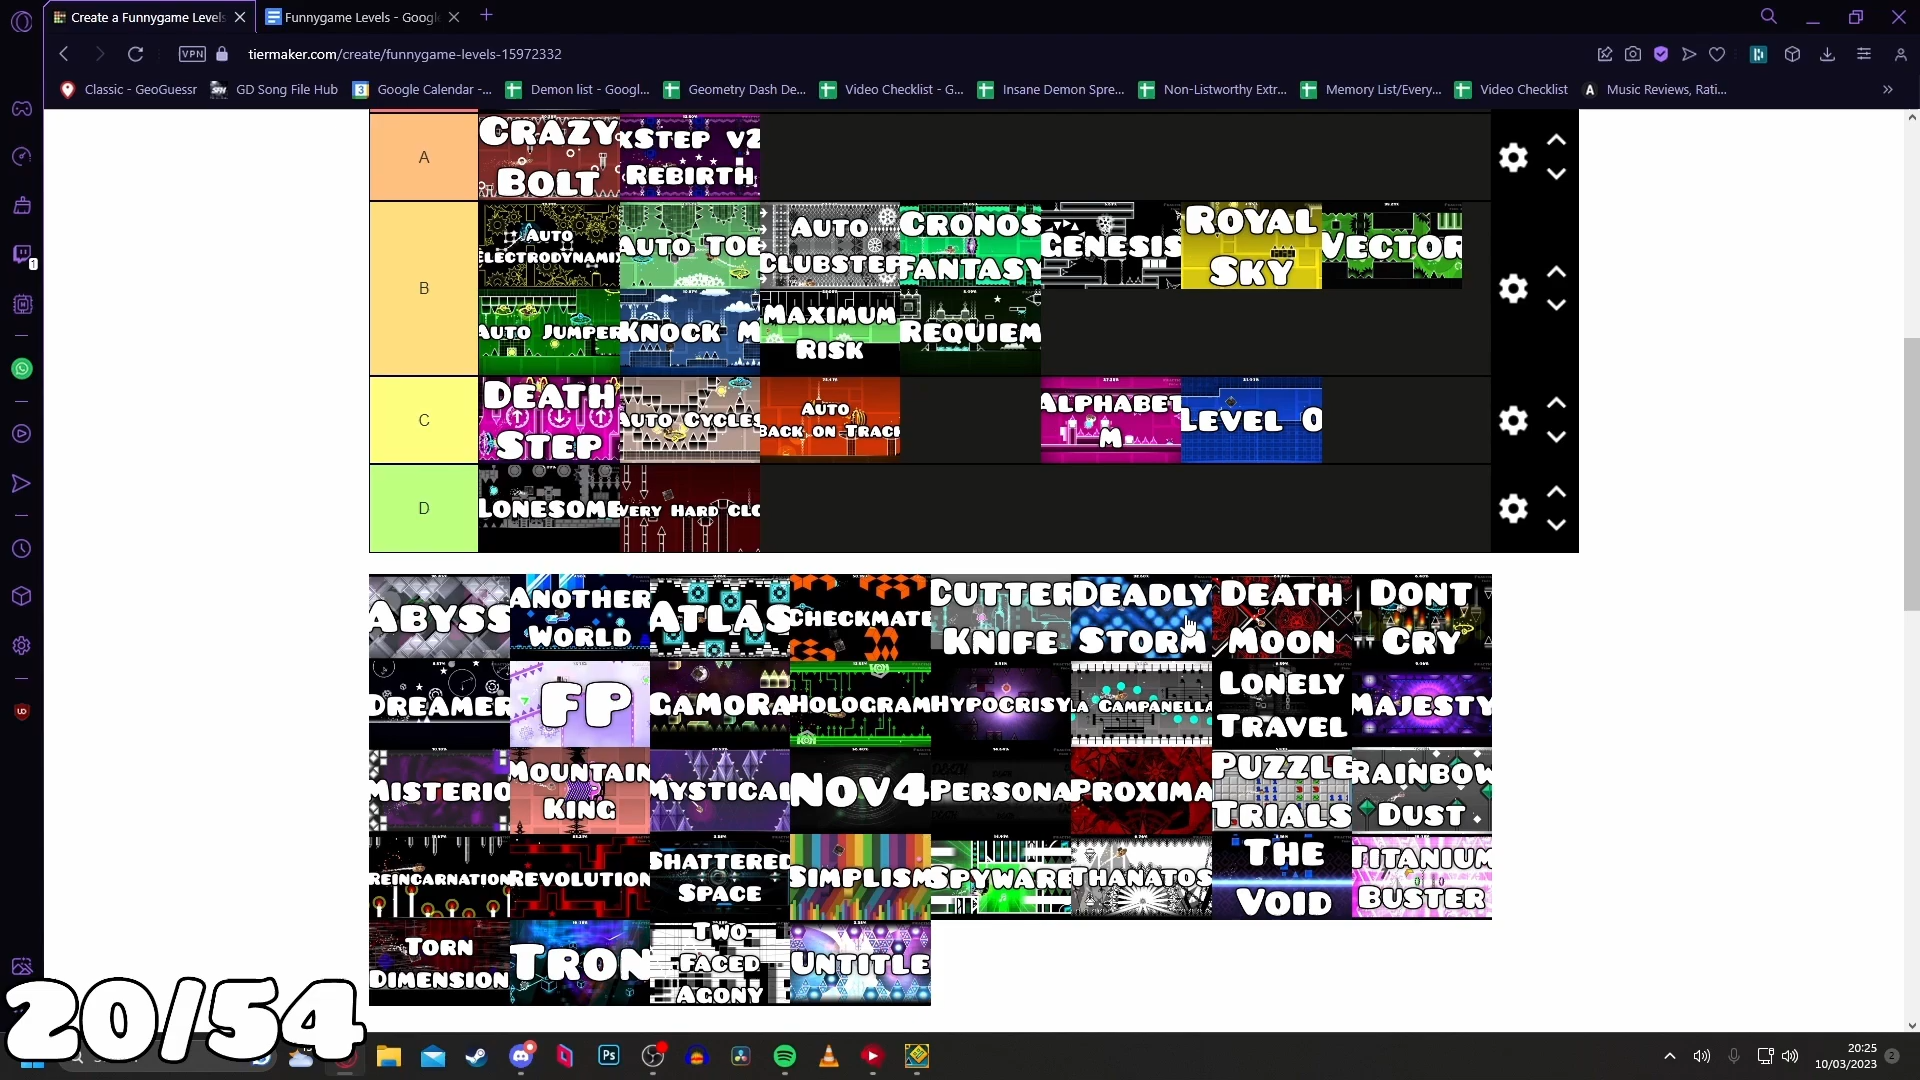 Create a Funnygame Levels
Funnygame Levels - Google
VPN
tiermaker.com/create/funnygame-levels-15972332
Classic - GeoGuessr
GD Song File Hub
Google Calendar -...
Demon list - Googl...
Geometry Dash De...
Video Checklist - G...
Insane Demon Spre...
Non-Listworthy Extr...
Memory List/Every...
Video Checklist
Music Reviews, Rati...
A
Crazy Bolt
xStep v2 Rebirth
B
Auto Electrodynamix
Auto TOE
Auto Clubstep
Cronos Fantasy
Genesis
Royal Sky
Vector
Auto Jumper
Knock M
Maximum Risk
Requiem
C
Death Step
Auto Cycles
Auto Back on Track
Alphabet M
Level 0
D
Lonesome
Very Hard Clo
Abyss
Another World
Atlas
Checkmate
Cutter Knife
Deadly Storm
Death Moon
Dont Cry
Dreamer
FP
Gamora
Hologram
Hypocrisy
La Campanella
Lonely Travel
Majesty
Misterio
Mountain King
Mystical
Nov4
Persona
Proxima
Puzzle Trials
Rainbow Dust
Reincarnation
Revolution
Shattered Space
Simplism
Spyware
Thanatos
The Void
Titanium Buster
Torn Dimension
Tron
Two Faced Agony
Untitle
20/54
20:25
10/03/2023